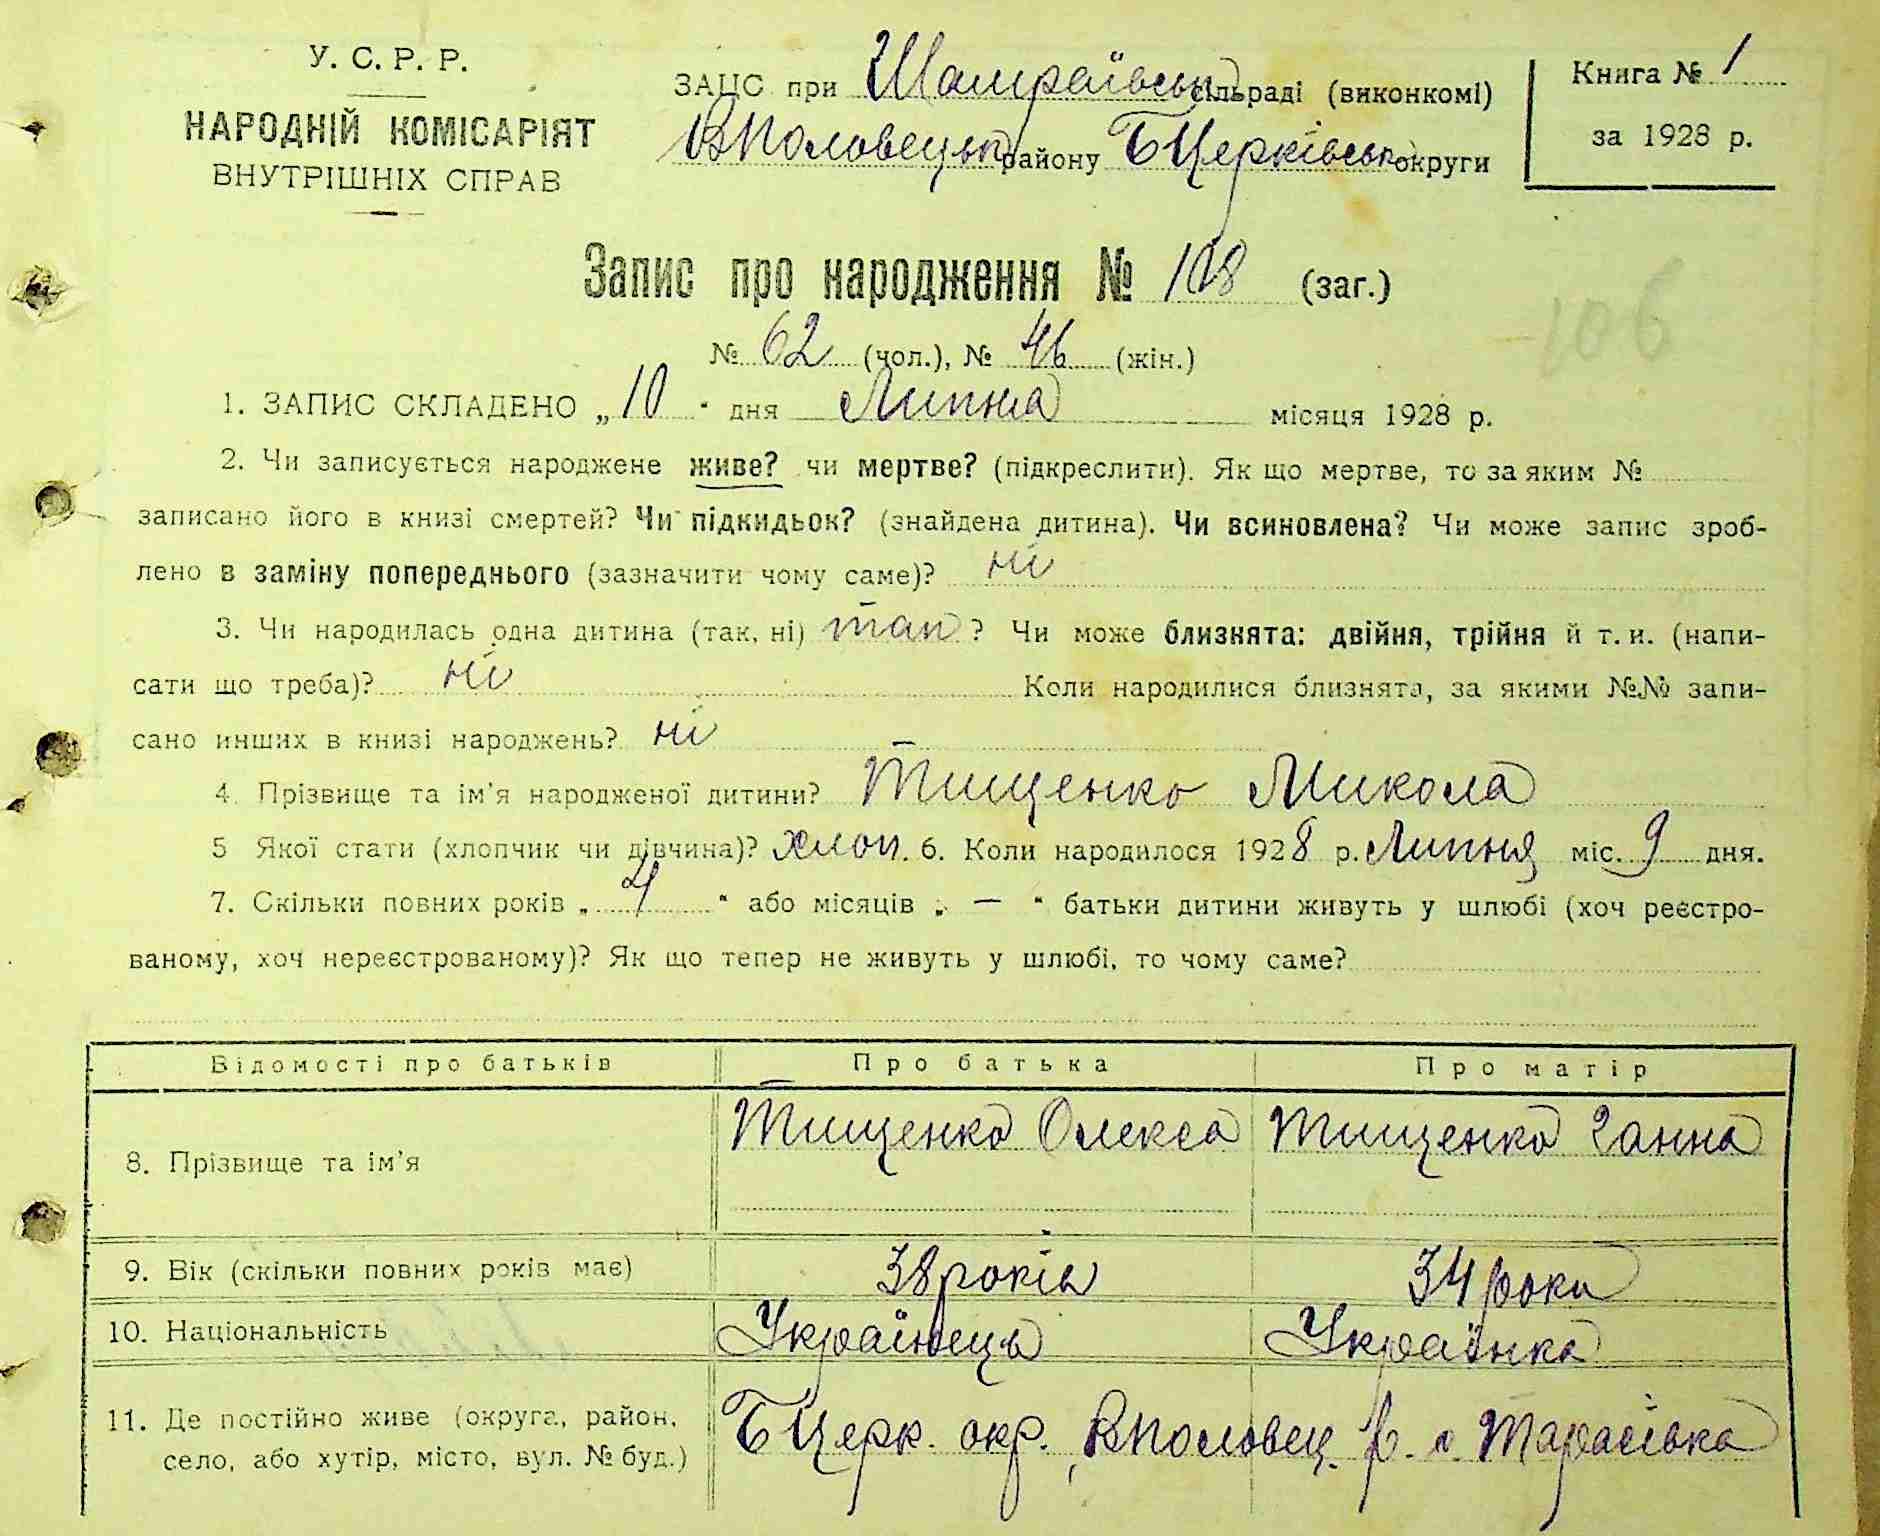 У. С. Р. Р.
НАРОДНІЙ КОМІСАРІЯТ
ВНУТРІШНІХ СПРАВ
ЗАЦС при Шамраївськ сільраді (виконкомі)
ВПоловецьк району БЦерківськ округи
Книга № 1
за 1928 р.
Запис про народження № 108 (заг.)
106
№ 62 (чол.), № 46 (жін.)
1. ЗАПИС СКЛАДЕНО „10" дня Липня місяця 1928 р.
2. Чи записується народжене живе? чи мертве? (підкреслити). Як що мертве, то за яким №
записано його в книзі смертей? Чи підкидьок? (знайдена дитина). Чи всиновлена? Чи може запис зроб-
лено в заміну попереднього (зазначити чому саме)? ні
3. Чи народилась одна дитина (так, ні) так? Чи може близнята: двійня, трійня й т. и. (напи-
сати що треба)? ні Коли народилися близнята, за якими №№ запи-
сано инших в книзі народжень? ні
4. Прізвище та ім'я народженої дитини? Тищенко Микола
5 Якої стати (хлопчик чи дівчина)? хлоп. 6. Коли народилось 1928 р. Липня міс. 9 дня.
7. Скільки повних років „4" або місяців „—" батьки дитини живуть у шлюбі (хоч реєстро-
ваному, хоч нереєстрованому)? Як що тепер не живуть у шлюбі, то чому саме?
Відомості про батьків Про батька Про матір
8. Прізвище та ім'я Тищенко Олекса Тищенко Ганна
9. Вік (скільки повних років має) 38 років 34 роки
10. Національність Українець Українка
11. Де постійно живе (округа, район,
село, або хутір, місто, вул. № буд.) БЦерк. окр., ВПоловец. р. с. Тарасівка